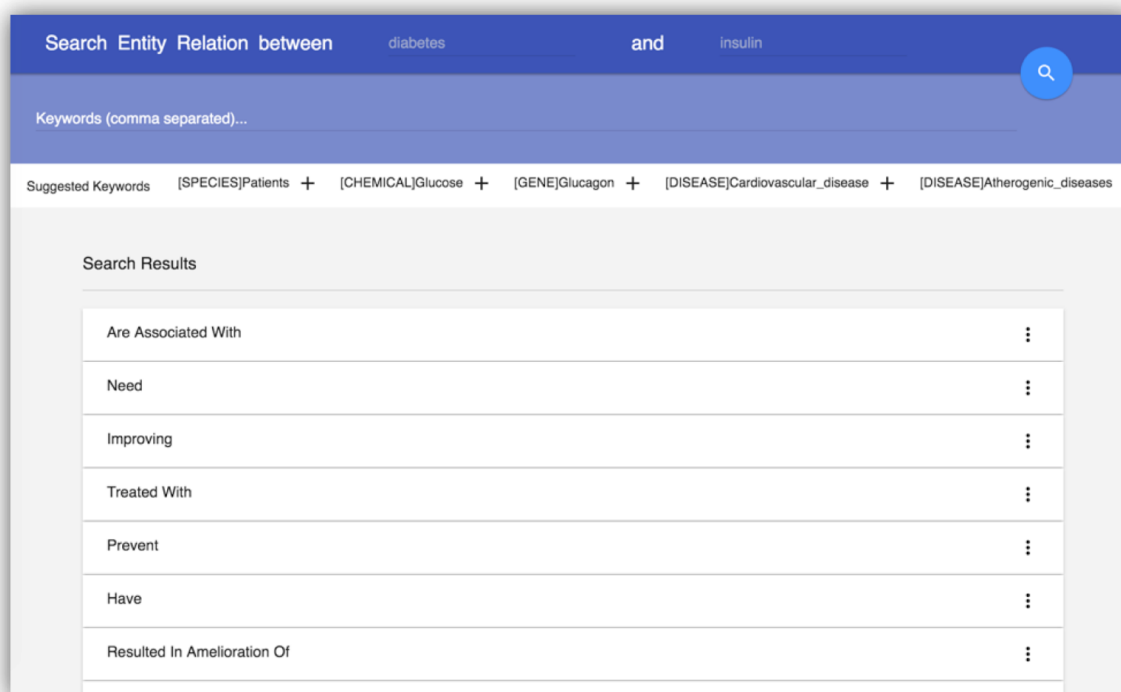 Search Entity Relation between diabetes and insulin
Keywords (comma separated)...
Suggested Keywords [SPECIES]Patients + [CHEMICAL]Glucose + [GENE]Glucagon + [DISEASE]Cardiovascular_disease + [DISEASE]Atherogenic_diseases
Search Results
Are Associated With
Need
Improving
Treated With
Prevent
Have
Resulted In Amelioration Of